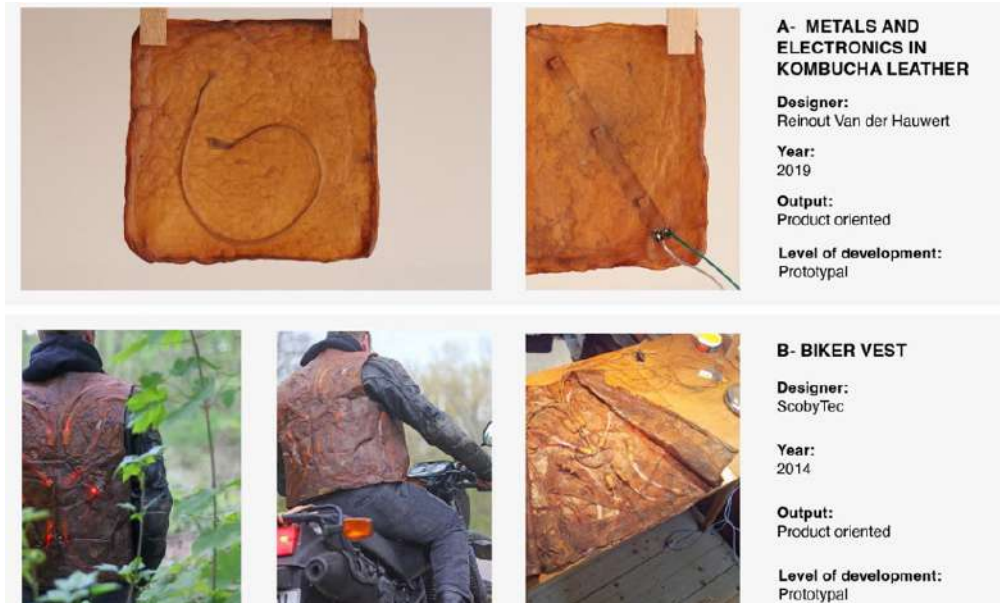 A- METALS AND
ELECTRONICS IN
KOMBUCHA LEATHER
Designer:
Reinout Van der Hauwert
Year:
2019
Output:
Product oriented
Level of development:
Prototypal
B- BIKER VEST
Designer:
ScobyTec
Year:
2014
Output:
Product oriented
Level of development:
Prototypal